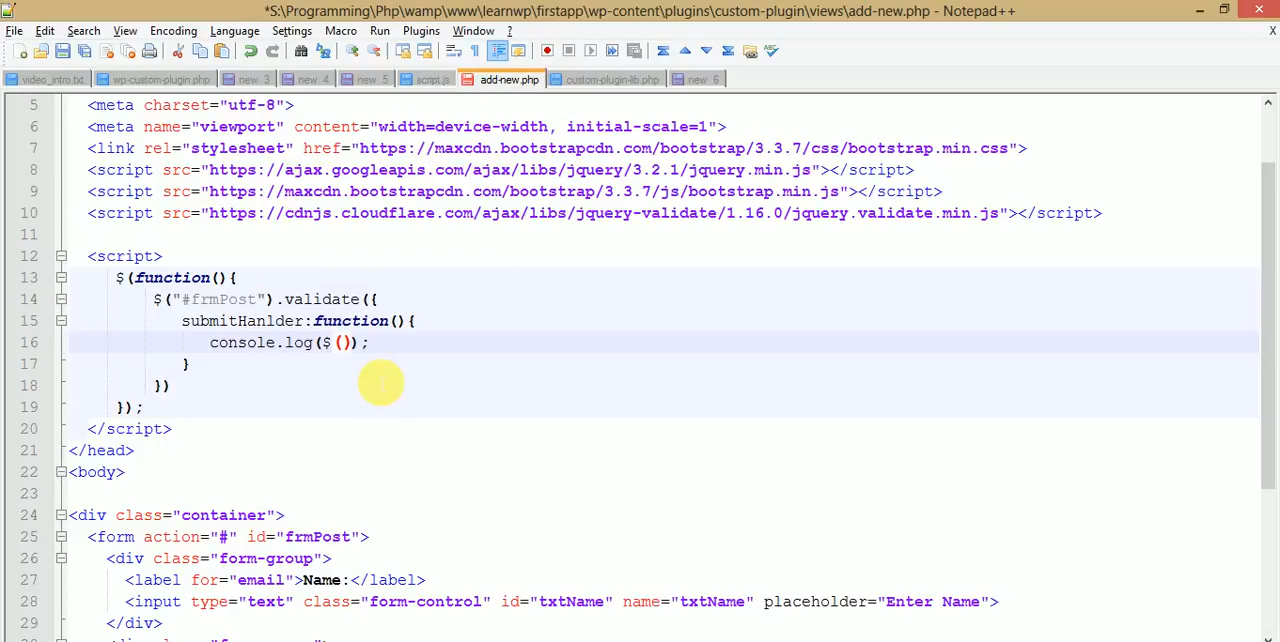 *S:\Programming\Php\wamp\www\learnwp\firstapp\wp-content\plugins\custom-plugin\views\add-new.php - Notepad++
File Edit Search View Encoding Language Settings Macro Run Plugins Window ? X
video_intro.txt wp-custom-plugin.php new 3 new 4 new 5 script.js add-new.php custom-plugin-lib.php new 6
5 <meta charset="utf-8">
6 <meta name="viewport" content="width=device-width, initial-scale=1">
7 <link rel="stylesheet" href="https://maxcdn.bootstrapcdn.com/bootstrap/3.3.7/css/bootstrap.min.css">
8 <script src="https://ajax.googleapis.com/ajax/libs/jquery/3.2.1/jquery.min.js"></script>
9 <script src="https://maxcdn.bootstrapcdn.com/bootstrap/3.3.7/js/bootstrap.min.js"></script>
10 <script src="https://cdnjs.cloudflare.com/ajax/libs/jquery-validate/1.16.0/jquery.validate.min.js"></script>
11
12 <script>
13 $(function(){
14 $("#frmPost").validate({
15 submitHanlder:function(){
16 console.log($());
17 }
18 })
19 });
20 </script>
21 </head>
22 <body>
23
24 <div class="container">
25 <form action="#" id="frmPost">
26 <div class="form-group">
27 <label for="email">Name:</label>
28 <input type="text" class="form-control" id="txtName" name="txtName" placeholder="Enter Name">
29 </div>